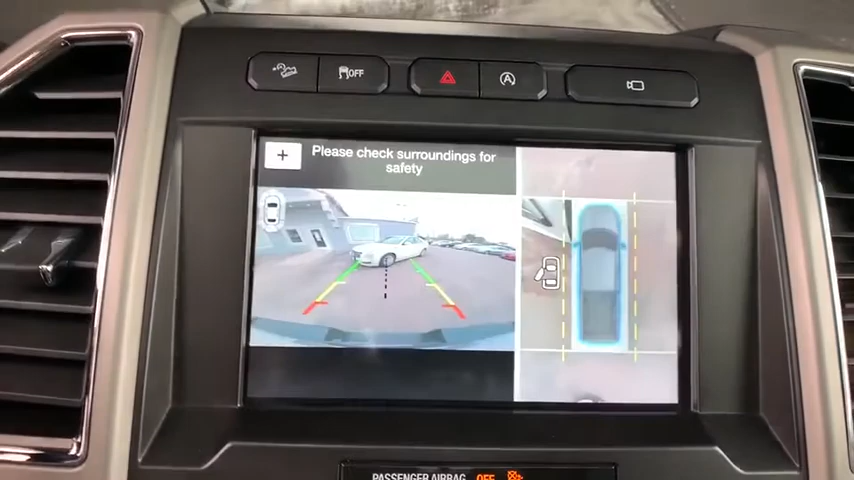 OFF
A
+
Please check surroundings for
safety
PASSENGER AIRBAG OFF